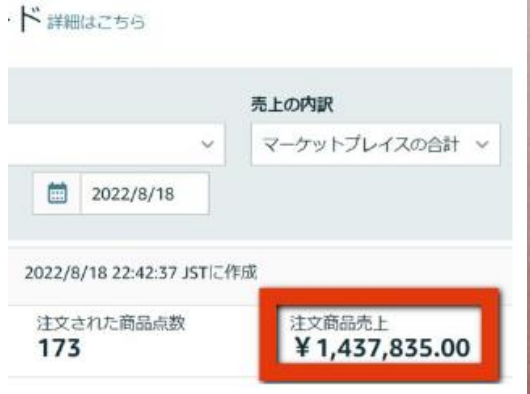 ド 詳細はこちら
売上の内訳
マーケットプレイスの合計
2022/8/18
2022/8/18 22:42:37 JSTに作成
注文された商品点数
173
注文商品売上
¥1,437,835.00